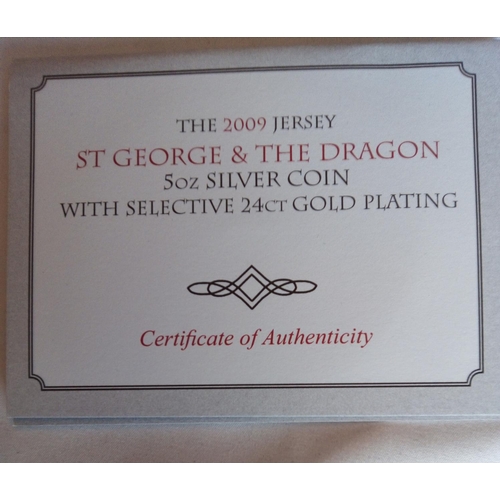 THE 2009 JERSEY
ST GEORGE & THE DRAGON
5OZ SILVER COIN
WITH SELECTIVE 24CT GOLD PLATING
Certificate of Authenticity